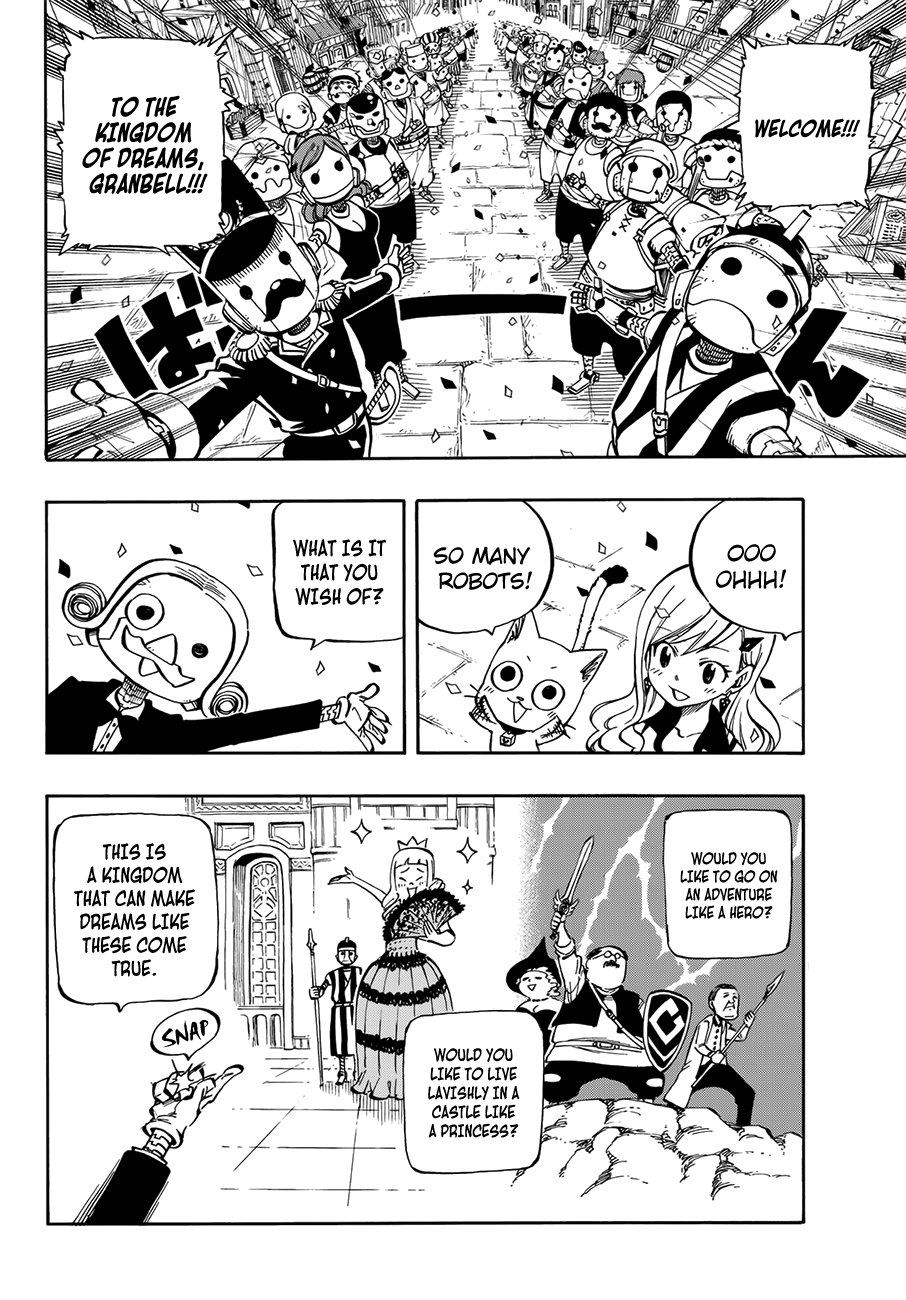 WELCOME!!!
TO THE
KINGDOM
OF DREAMS,
GRANBELL!!!
ばーん
OOO
OHHH!
SO MANY
ROBOTS!
WHAT IS IT
THAT YOU
WISH OF?
WOULD YOU
LIKE TO GO ON
AN ADVENTURE
LIKE A HERO?
WOULD YOU
LIKE TO LIVE
LAVISHLY IN A
CASTLE LIKE
A PRINCESS?
THIS IS
A KINGDOM
THAT CAN MAKE
DREAMS LIKE
THESE COME
TRUE.
SNAP